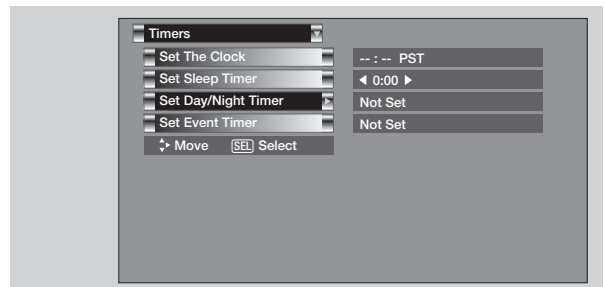 Timers
Set The Clock -- : -- PST
Set Sleep Timer ◀ 0:00 ▶
Set Day/Night Timer Not Set
Set Event Timer Not Set
Move SEL Select